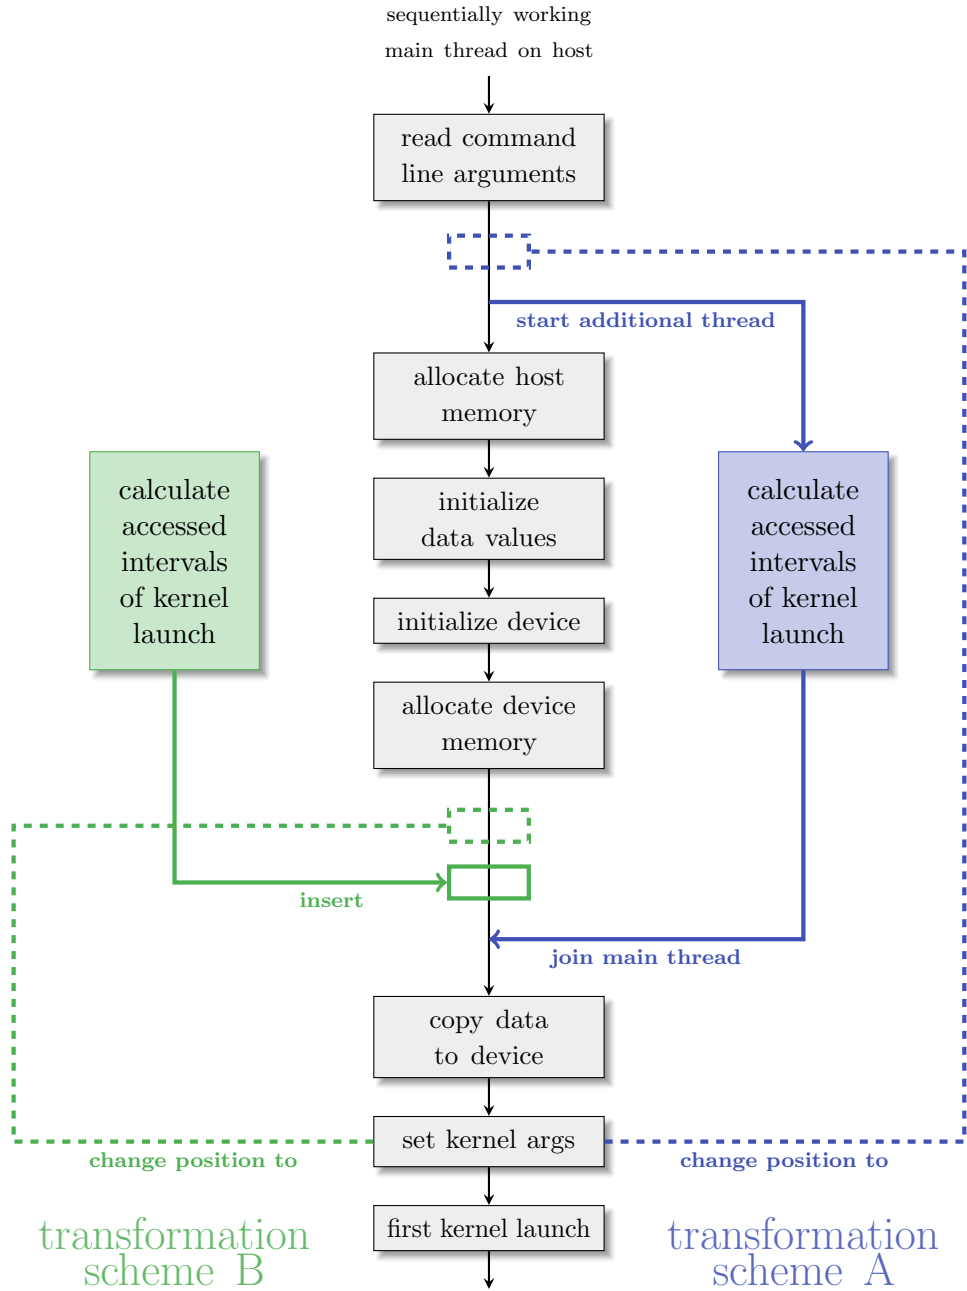 sequentially working
main thread on host
read command
line arguments
start additional thread
allocate host
memory
calculate
accessed
intervals
of kernel
launch
initialize
data values
calculate
accessed
intervals
of kernel
launch
initialize device
allocate device
memory
insert
join main thread
copy data
to device
set kernel args
change position to
change position to
first kernel launch
transformation
scheme B
transformation
scheme A